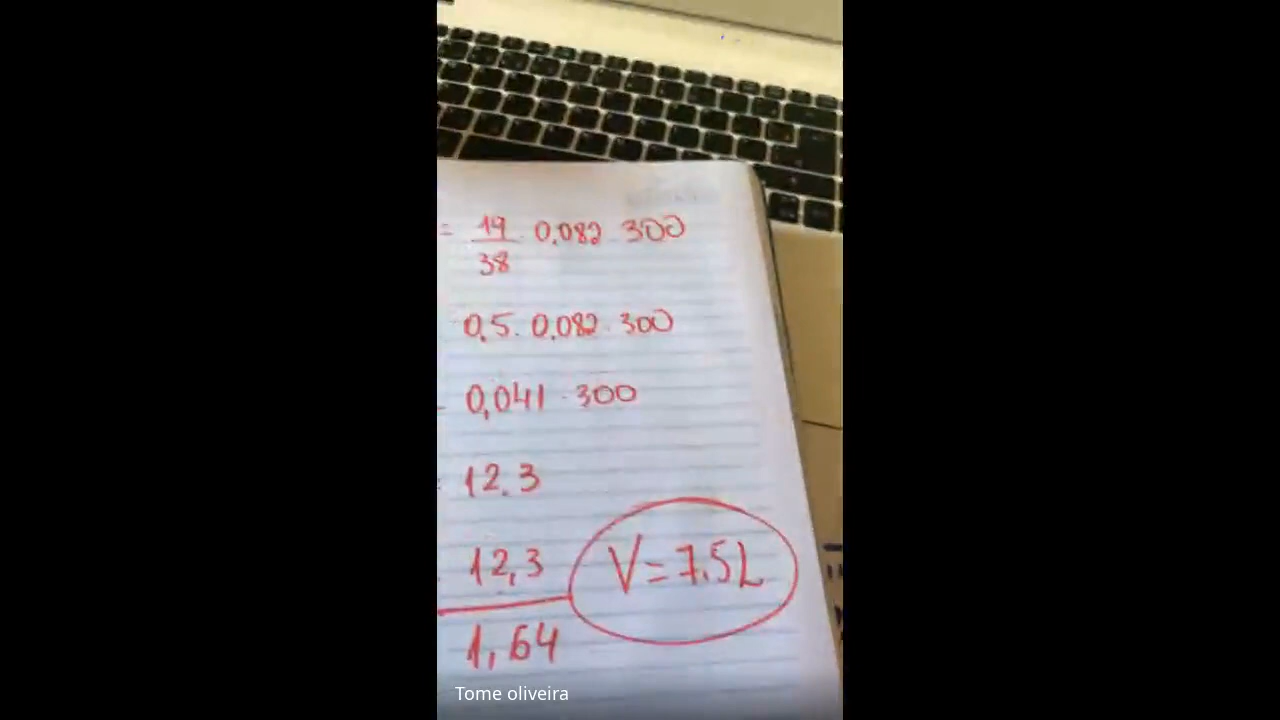 = 19/38 . 0,082 . 300
0,5 . 0,082 . 300
- 0,041 . 300
: 12,3
. 12,3 V = 7,5L
1,64
Tome oliveira